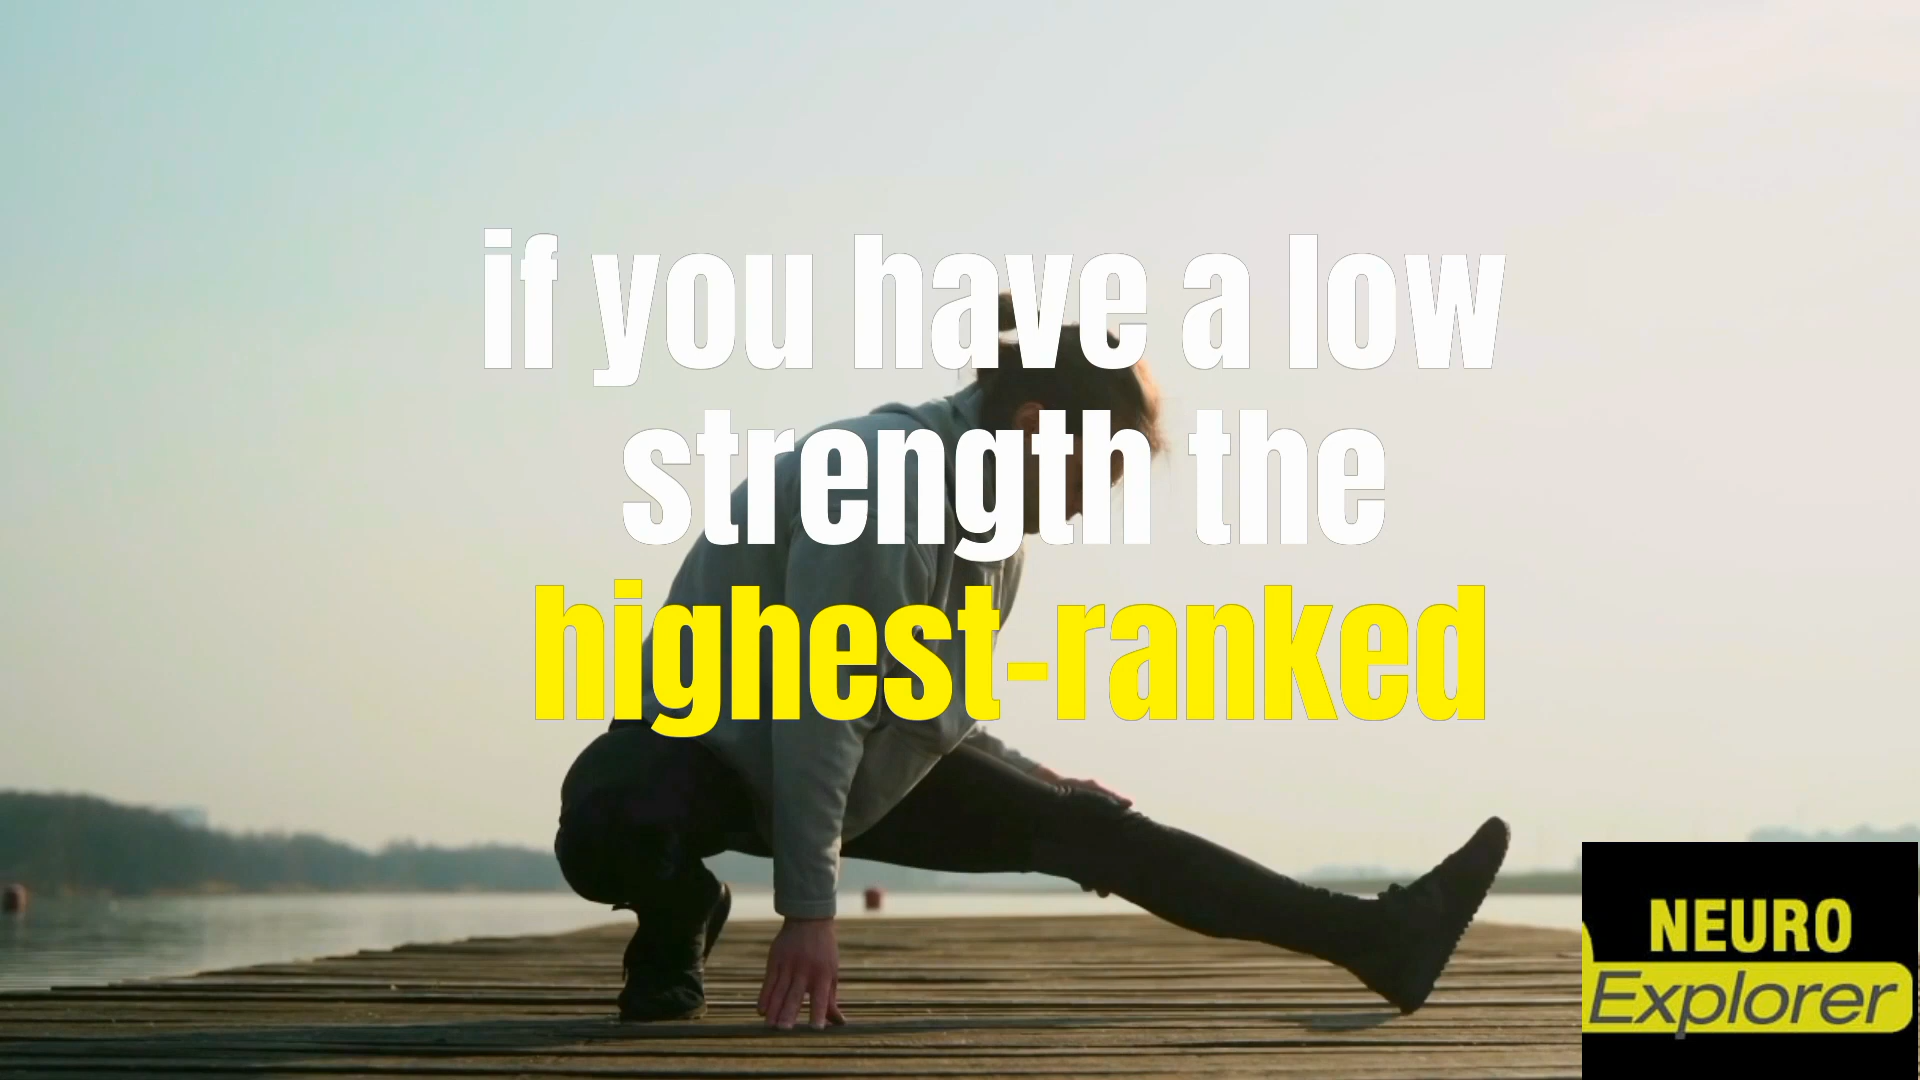 if you have a low
strength the
highest-ranked
NEURO
Explorer